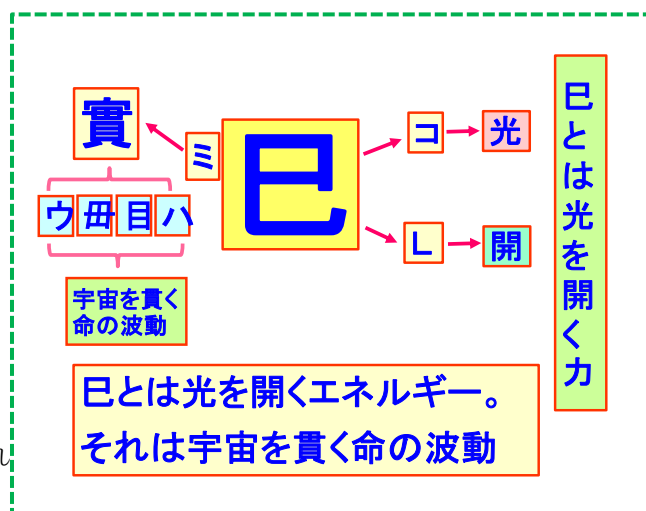 實
ミ
巳
コ
光
L
開
ウ
毌
目
ハ
宇宙を貫く
命の波動
巳とは光を開く力
巳とは光を開くエネルギー。
それは宇宙を貫く命の波動
れ